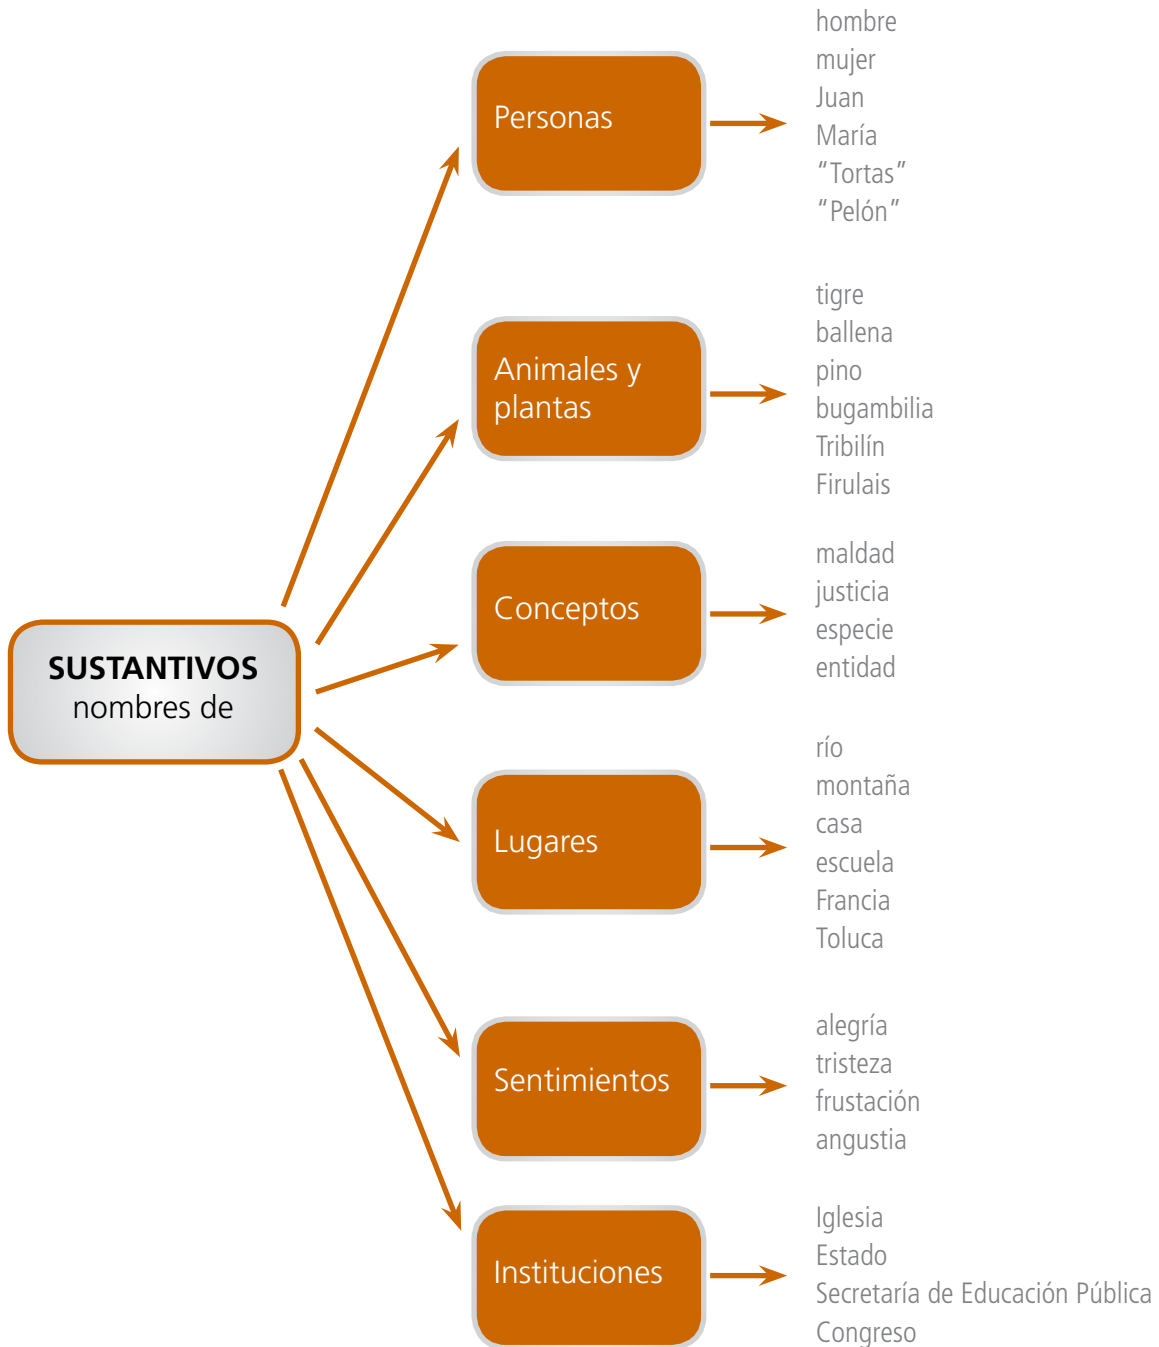 SUSTANTIVOS
nombres de
Personas
hombre
mujer
Juan
María
“Tortas”
“Pelón”
Animales y
plantas
tigre
ballena
pino
bugambilia
Tribilín
Firulais
Conceptos
maldad
justicia
especie
entidad
Lugares
río
montaña
casa
escuela
Francia
Toluca
Sentimientos
alegría
tristeza
frustación
angustia
Instituciones
Iglesia
Estado
Secretaría de Educación Pública
Congreso